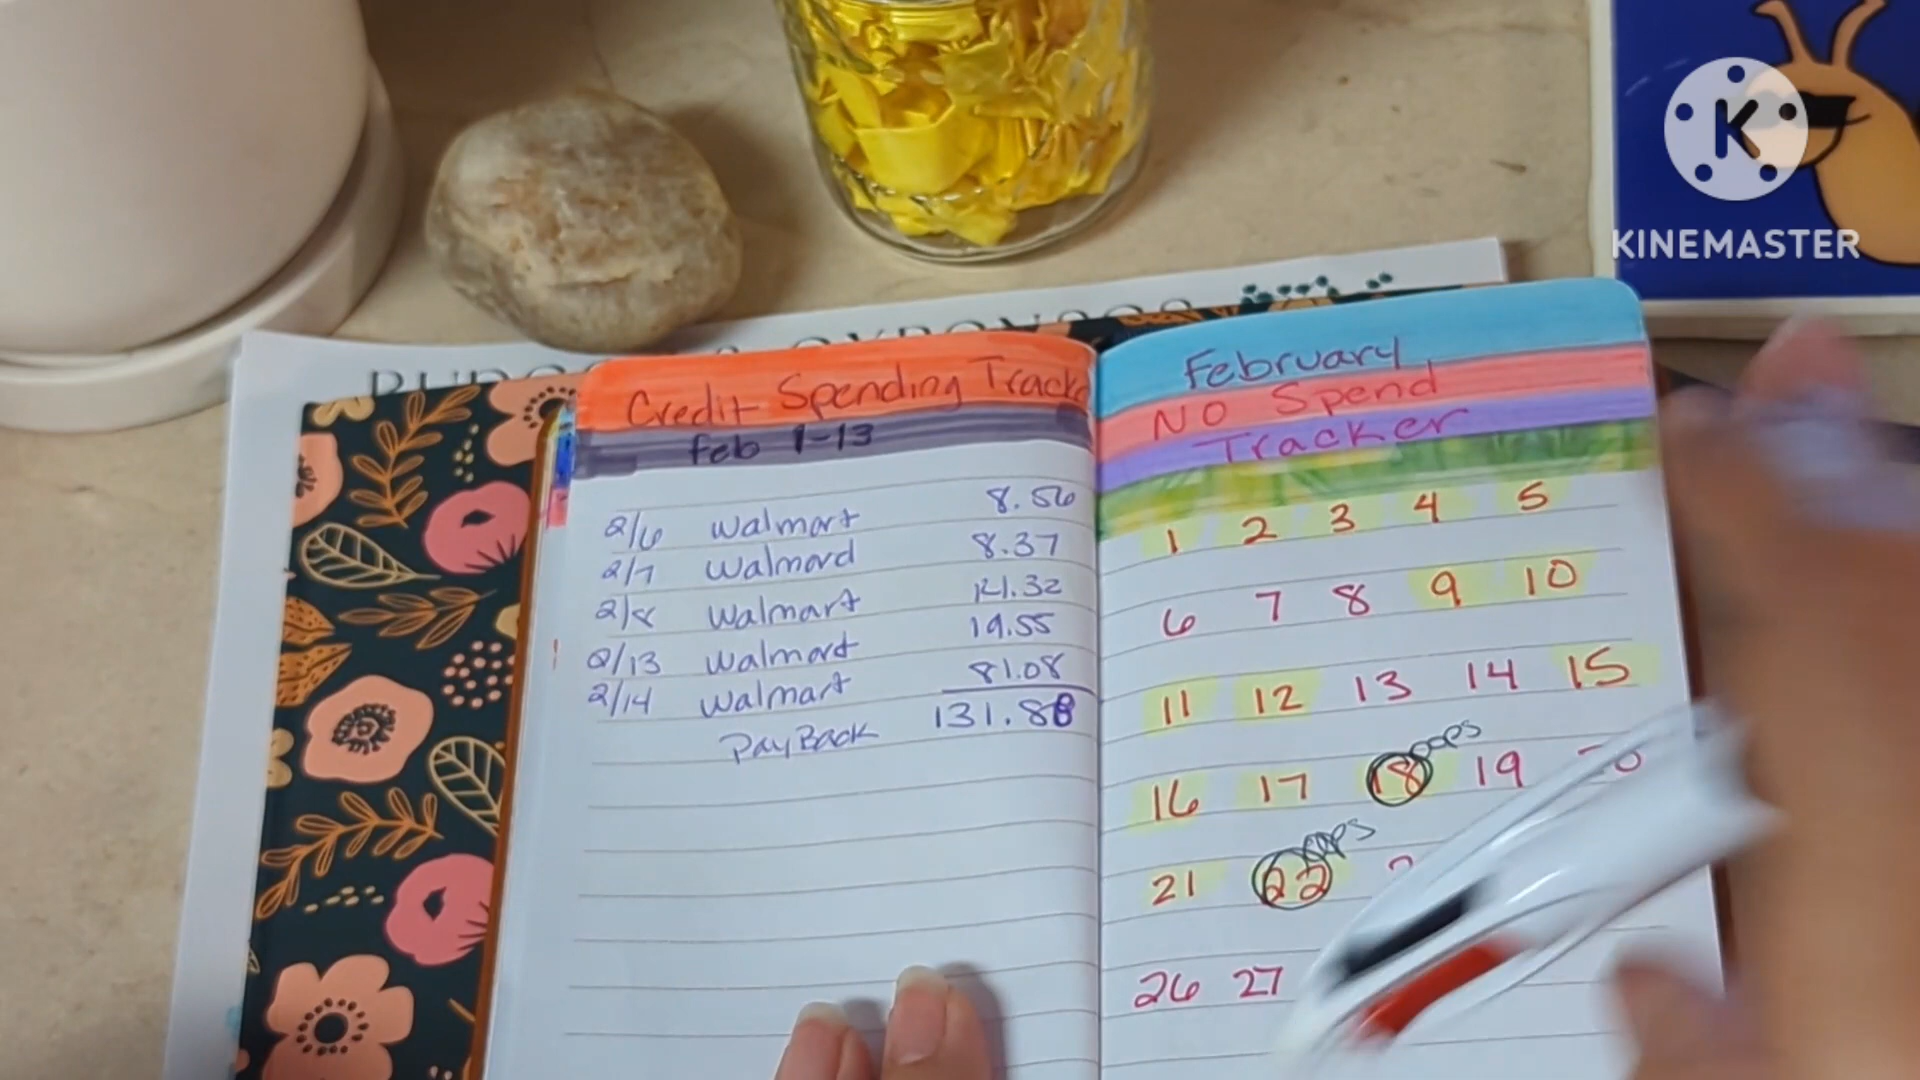 KINEMASTER
Credit Spending Tracke
Feb 1-13
2/6 Walmart 8.56
2/7 Walmard 8.37
2/8 Walmart 14.32
2/13 Walmart 19.55
2/14 Walmart 81.08
PayBack 131.88
February
NO Spend
Tracker
1 2 3 4 5
6 7 8 9 10
11 12 13 14 15
16 17 18 oops 19
21 22 oops
26 27